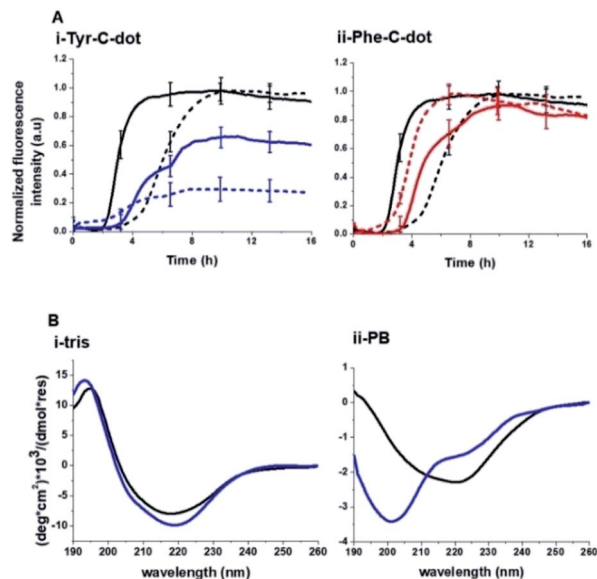 A
i-Tyr-C-dot
ii-Phe-C-dot
Normalized fluorescence
intensity (a.u)
1.0
0.8
0.6
0.4
0.2
0.0
0 4 8 12 16
Time (h)
1.0
0.8
0.6
0.4
0.2
0.0
0 4 8 12 16
Time (h)
B
i-tris
ii-PB
(deg*cm²)*10³/(dmol*res)
15
10
5
0
-5
-10
190 200 210 220 230 240 250 260
wavelength (nm)
1
0
-1
-2
-3
-4
190 200 210 220 230 240 250 260
wavelength (nm)